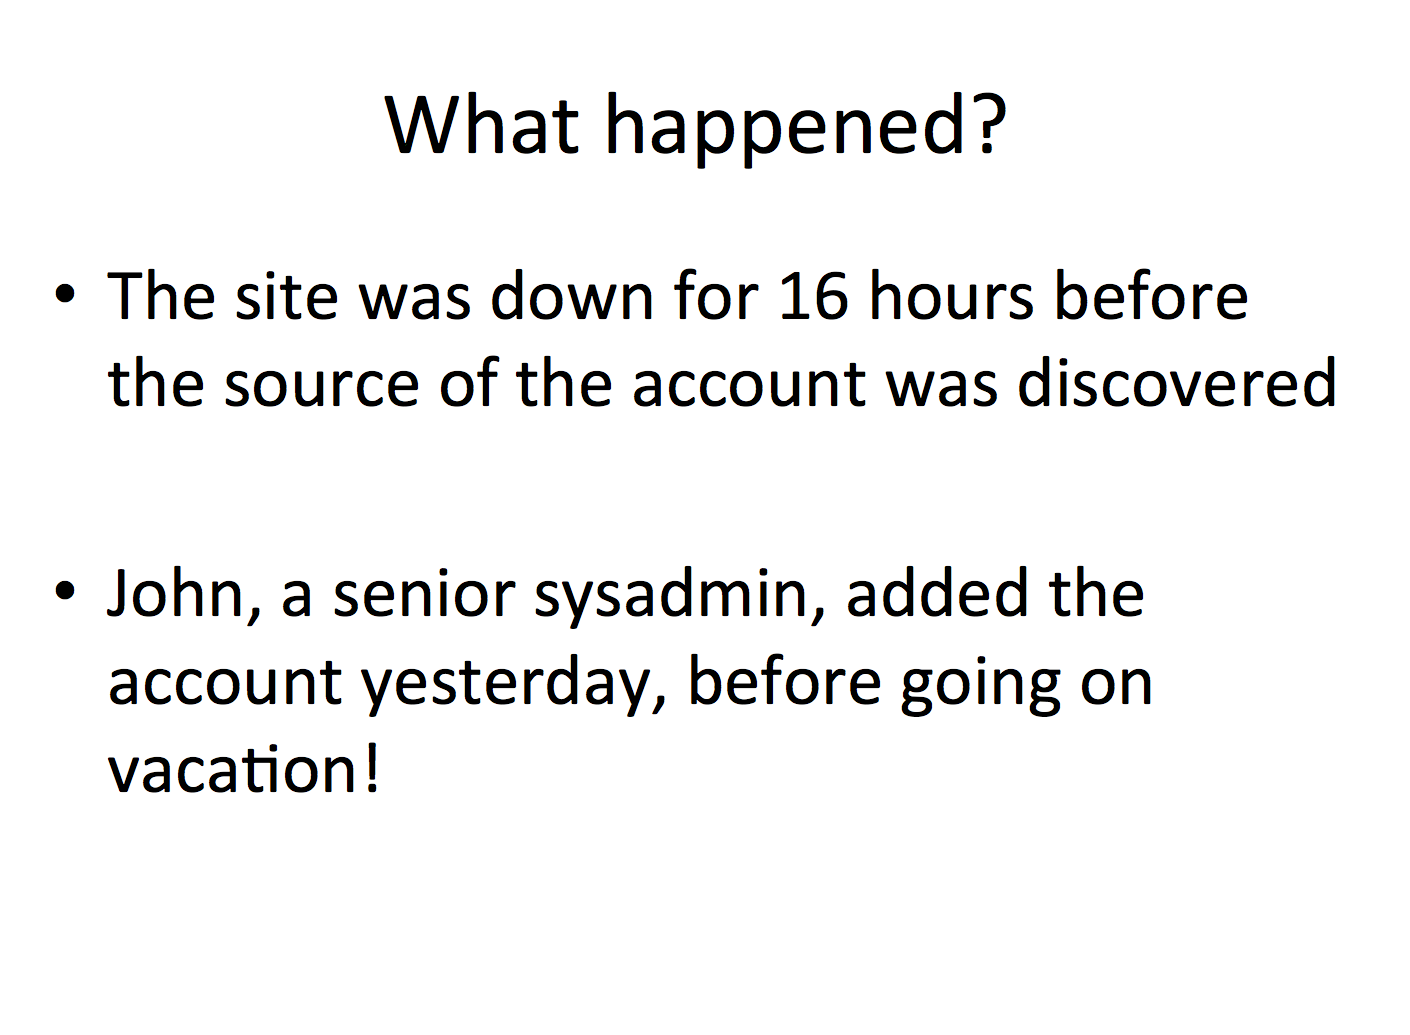 What happened?
• The site was down for 16 hours before
the source of the account was discovered
• John, a senior sysadmin, added the
account yesterday, before going on
vacation!